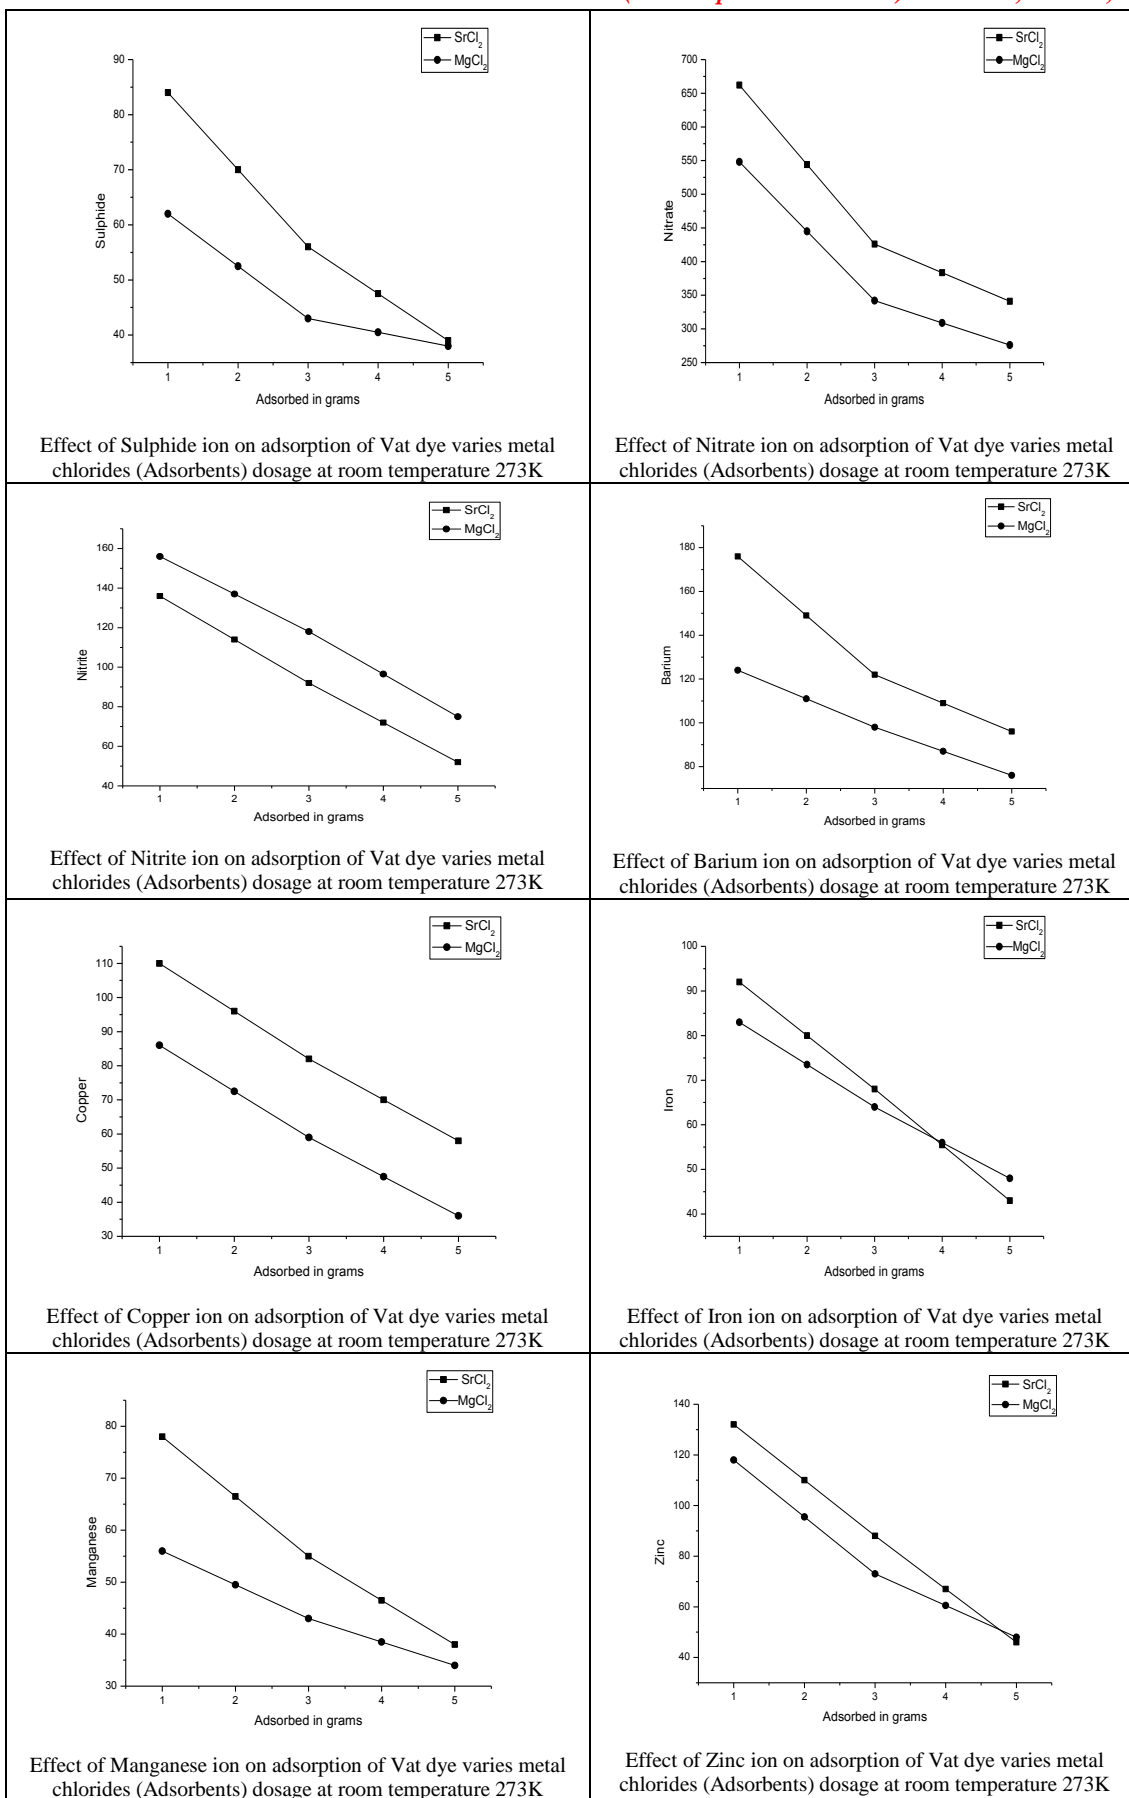 SrCl2
MgCl2
90
80
70
60
50
40
Sulphide
1 2 3 4 5
Adsorbed in grams
Effect of Sulphide ion on adsorption of Vat dye varies metal
chlorides (Adsorbents) dosage at room temperature 273K
SrCl2
MgCl2
700
650
600
550
500
450
400
350
300
250
Nitrate
1 2 3 4 5
Adsorbed in grams
Effect of Nitrate ion on adsorption of Vat dye varies metal
chlorides (Adsorbents) dosage at room temperature 273K
SrCl2
MgCl2
160
140
120
100
80
60
40
Nitrite
1 2 3 4 5
Adsorbed in grams
Effect of Nitrite ion on adsorption of Vat dye varies metal
chlorides (Adsorbents) dosage at room temperature 273K
SrCl2
MgCl2
180
160
140
120
100
80
Barium
1 2 3 4 5
Adsorbed in grams
Effect of Barium ion on adsorption of Vat dye varies metal
chlorides (Adsorbents) dosage at room temperature 273K
SrCl2
MgCl2
110
100
90
80
70
60
50
40
30
Copper
1 2 3 4 5
Adsorbed in grams
Effect of Copper ion on adsorption of Vat dye varies metal
chlorides (Adsorbents) dosage at room temperature 273K
SrCl2
MgCl2
100
90
80
70
60
50
40
Iron
1 2 3 4 5
Adsorbed in grams
Effect of Iron ion on adsorption of Vat dye varies metal
chlorides (Adsorbents) dosage at room temperature 273K
SrCl2
MgCl2
80
70
60
50
40
30
Manganese
1 2 3 4 5
Adsorbed in grams
Effect of Manganese ion on adsorption of Vat dye varies metal
chlorides (Adsorbents) dosage at room temperature 273K
SrCl2
MgCl2
140
120
100
80
60
40
Zinc
1 2 3 4 5
Adsorbed in grams
Effect of Zinc ion on adsorption of Vat dye varies metal
chlorides (Adsorbents) dosage at room temperature 273K